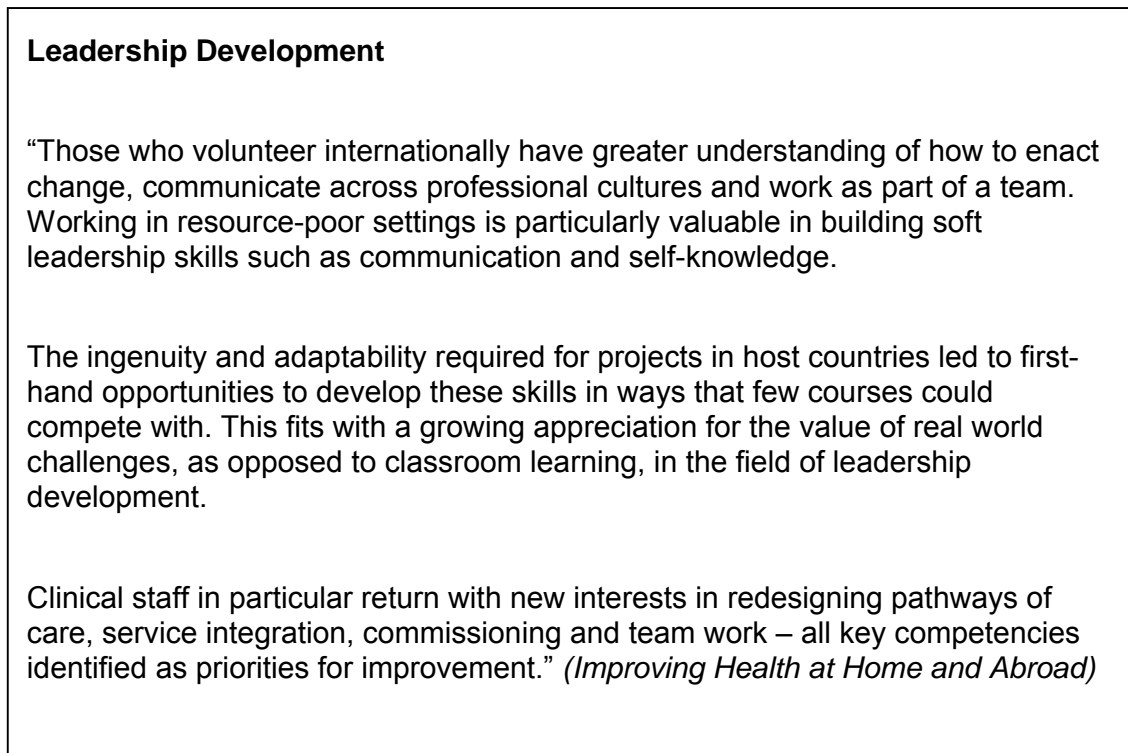 Leadership Development
“Those who volunteer internationally have greater understanding of how to enact
change, communicate across professional cultures and work as part of a team.
Working in resource-poor settings is particularly valuable in building soft
leadership skills such as communication and self-knowledge.
The ingenuity and adaptability required for projects in host countries led to first-
hand opportunities to develop these skills in ways that few courses could
compete with. This fits with a growing appreciation for the value of real world
challenges, as opposed to classroom learning, in the field of leadership
development.
Clinical staff in particular return with new interests in redesigning pathways of
care, service integration, commissioning and team work – all key competencies
identified as priorities for improvement.” (Improving Health at Home and Abroad)